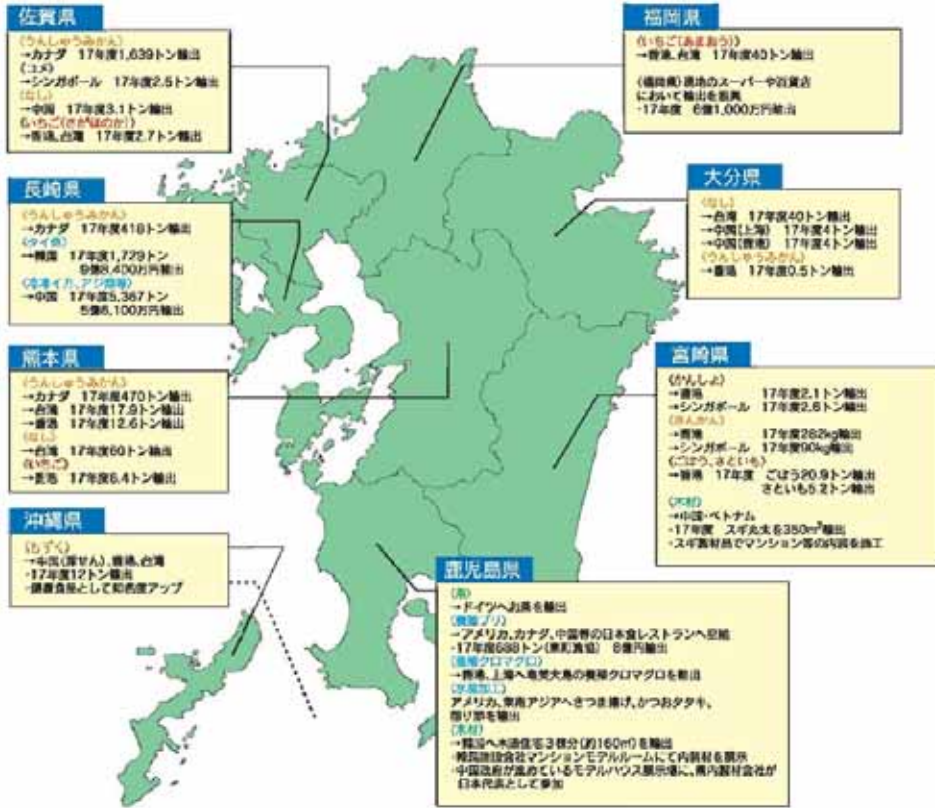 佐賀県
(うんしゅうみかん)
→カナダ 17年度1,639トン輸出
(コメ)
→シンガポール 17年度2.5トン輸出
(なし)
→中国 17年度3.1トン輸出
(いちご(さがほのか))
→香港、台湾 17年度2.7トン輸出
福岡県
(いちご(あまおう))
→香港、台湾 17年度40トン輸出
(福岡県)現地のスーパーや百貨店
において輸出を振興
・17年度 6億1,000万円輸出
長崎県
(うんしゅうみかん)
→カナダ 17年度418トン輸出
(タイ魚)
→韓国 17年度1,729トン
9億8,400万円輸出
(冷凍イカ、アジ類等)
→中国 17年度5,367トン
5億6,100万円輸出
大分県
(なし)
→台湾 17年度40トン輸出
→中国(上海) 17年度4トン輸出
→中国(香港) 17年度4トン輸出
(うんしゅうみかん)
→香港 17年度0.5トン輸出
熊本県
(うんしゅうみかん)
→カナダ 17年度470トン輸出
→台湾 17年度17.9トン輸出
→香港 17年度12.6トン輸出
(なし)
→台湾 17年度60トン輸出
(いちご)
→香港 17年度6.4トン輸出
宮崎県
(かんしょ)
→香港 17年度2.1トン輸出
→シンガポール 17年度2.6トン輸出
(きんかん)
→香港 17年度282kg輸出
→シンガポール 17年度90kg輸出
(ごぼう、さといも)
→香港 17年度 ごぼう20.9トン輸出
さといも5.2トン輸出
(木材)
→中国・ベトナム
・17年度 スギ丸太を350m³輸出
・スギ製材品でマンション等の内装を施工
沖縄県
(もずく)
→中国(深せん)、香港、台湾
・17年度12トン輸出
・健康食品として知名度アップ
鹿児島県
(茶)
→ドイツへお茶を輸出
(養殖ブリ)
→アメリカ、カナダ、中国等の日本食レストランへ供給
・17年度688トン(東町漁協) 8億円輸出
(養殖クロマグロ)
→香港、上海へ奄美大島の養殖クロマグロを輸出
(水産加工)
アメリカ、東南アジアへさつま揚げ、かつおタタキ、
削り節を輸出
(木材)
→韓国へ木造住宅3棟分(約160㎡)を輸出
・韓国建設会社マンションモデルルームにて内装材を展示
・中国政府が進めているモデルハウス展示場に、県内製材会社が
日本代表として参加